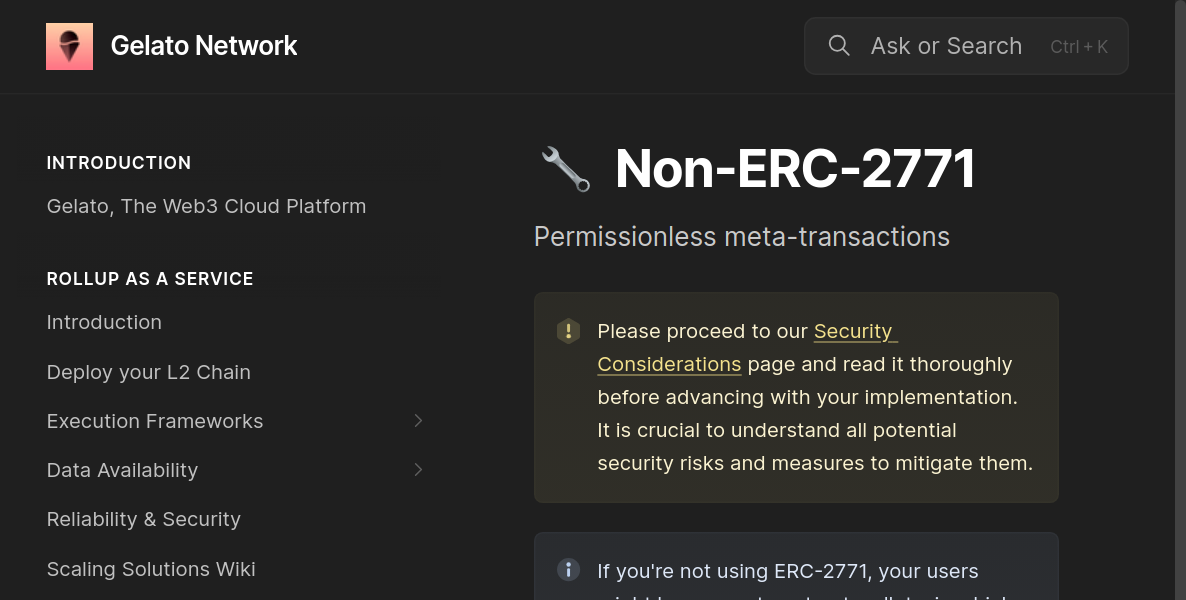 Gelato Network
Ask or Search Ctrl + K
INTRODUCTION
Gelato, The Web3 Cloud Platform
ROLLUP AS A SERVICE
Introduction
Deploy your L2 Chain
Execution Frameworks
Data Availability
Reliability & Security
Scaling Solutions Wiki
Non-ERC-2771
Permissionless meta-transactions
Please proceed to our Security
Considerations page and read it thoroughly
before advancing with your implementation.
It is crucial to understand all potential
security risks and measures to mitigate them.
If you're not using ERC-2771, your users